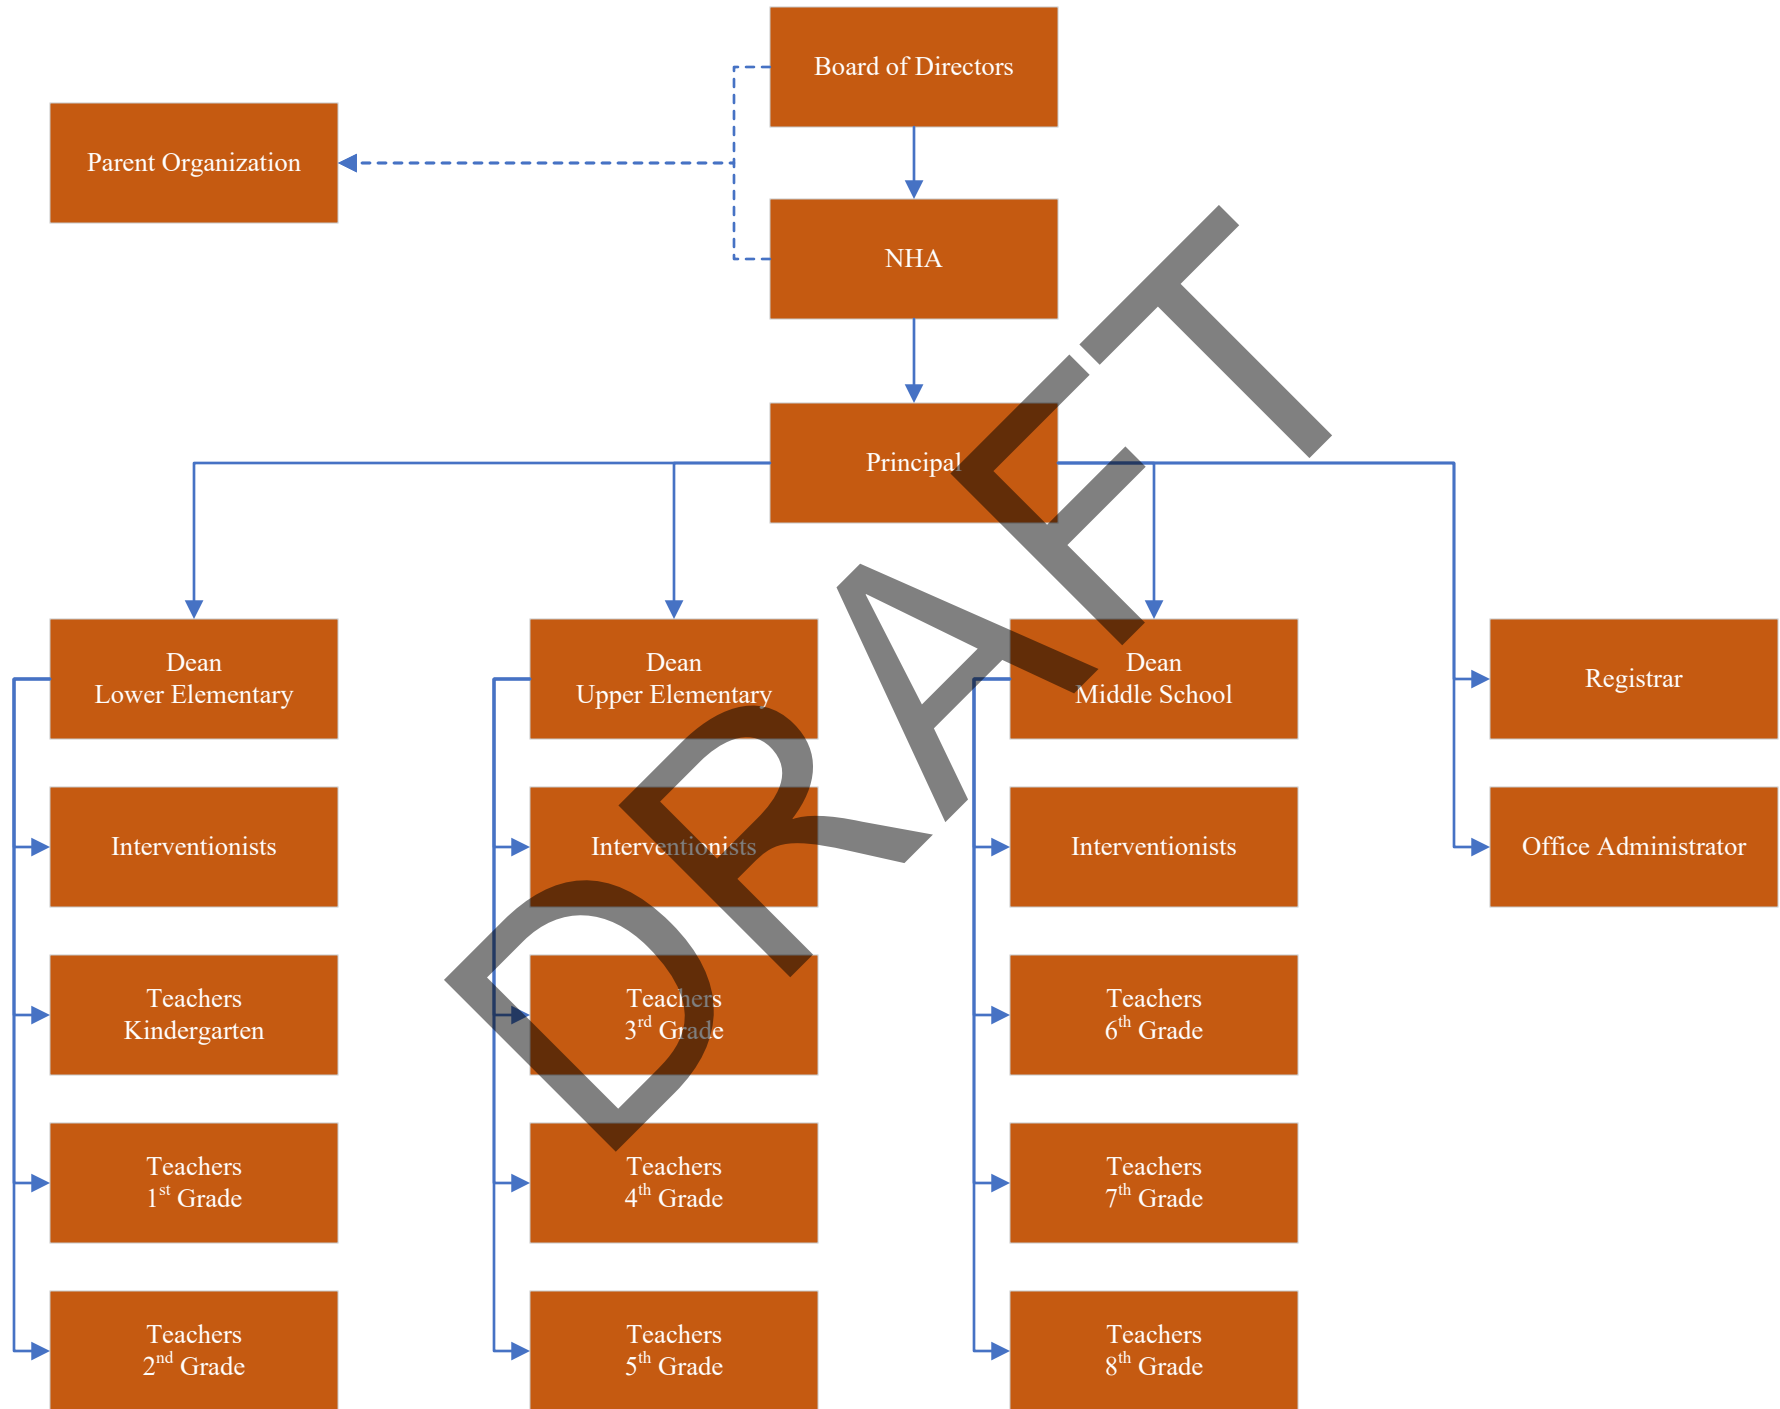 Board of Directors
Parent Organization
NHA
Principal
Dean
Lower Elementary
Dean
Upper Elementary
Dean
Middle School
Registrar
Interventionists
Interventionists
Interventionists
Office Administrator
Teachers
Kindergarten
Teachers
3rd Grade
Teachers
6th Grade
Teachers
1st Grade
Teachers
4th Grade
Teachers
7th Grade
Teachers
2nd Grade
Teachers
5th Grade
Teachers
8th Grade
DRAFT